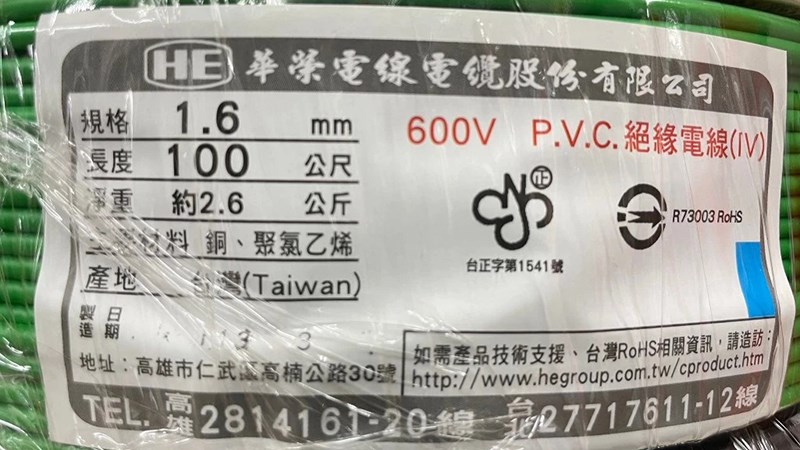 HE 華榮電線電纜股份有限公司
規格 1.6 mm
長度 100 公尺
淨重 約2.6 公斤
主要材料 銅、聚氯乙烯
產地 台灣(Taiwan)
製造日期 3
地址：高雄市仁武區高楠公路30號
600V P.V.C.絕緣電線(IV)
正
台正字第1541號
R73003 RoHS
如需產品技術支援、台灣RoHS相關資訊，請造訪：
http://www.hegroup.com.tw/cproduct.htm
TEL. 高雄 2814161-20線 台北 27717611-12線